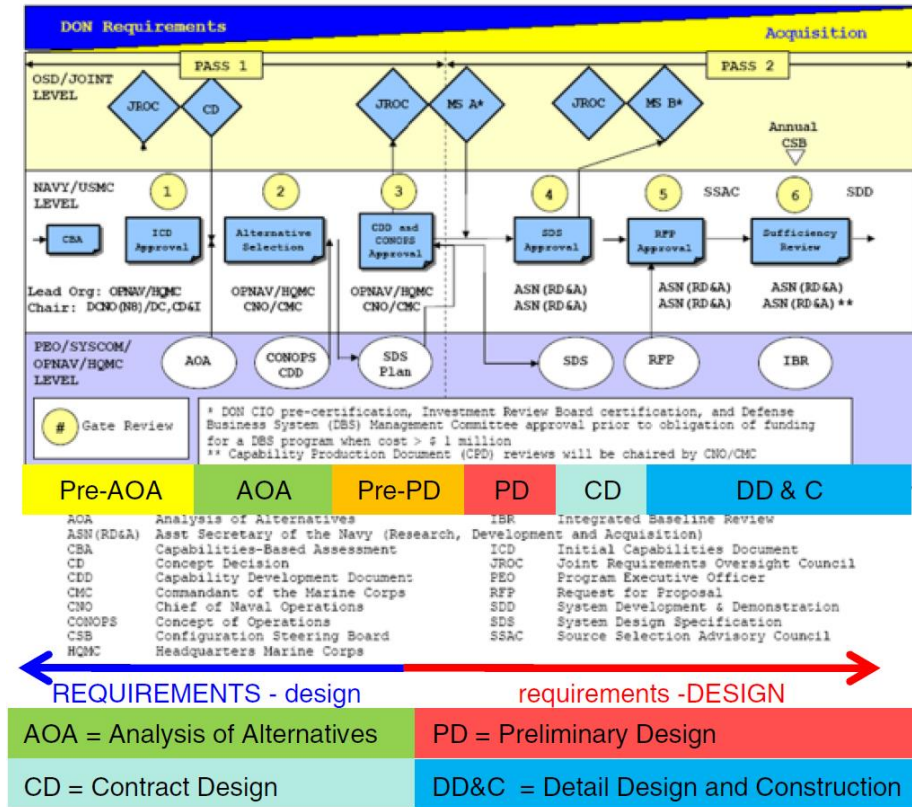 DON Requirements
Acquisition
PASS 1
PASS 2
OSD/JOINT
LEVEL
JROC
CD
JROC
MS A*
JROC
MS B*
Annual
CSB
NAVY/USMC
LEVEL
1
2
3
4
5
SSAC
6
SDD
CBA
ICD
Approval
Alternative
Selection
CDD and
CONOPS
Approval
SDS
Approval
RFP
Approval
Sufficiency
Review
Lead Org: OPNAV/HQMC
Chair: DCNO(N8)/DC,CD&I
OPNAV/HQMC
CNO/CMC
OPNAV/HQMC
CNO/CMC
ASN(RD&A)
ASN(RD&A)
ASN(RD&A)
ASN(RD&A)
ASN(RD&A)
ASN(RD&A)**
PEO/SYSCOM/
OPNAV/HQMC
LEVEL
AOA
CONOPS
CDD
SDS
Plan
SDS
RFP
IBR
# Gate Review
* DON CIO pre-certification, Investment Review Board certification, and Defense
Business System (DBS) Management Committee approval prior to obligation of funding
for a DBS program when cost > $ 1 million
** Capability Production Document (CPD) reviews will be chaired by CNO/CMC
Pre-AOA
AOA
Pre-PD
PD
CD
DD & C
AOA Analysis of Alternatives
ASN(RD&A) Asst Secretary of the Navy (Research, Development and Acquisition)
CBA Capabilities-Based Assessment
CD Concept Decision
CDD Capability Development Document
CMC Commandant of the Marine Corps
CNO Chief of Naval Operations
CONOPS Concept of Operations
CSB Configuration Steering Board
HQMC Headquarters Marine Corps
IBR Integrated Baseline Review
ICD Initial Capabilities Document
JROC Joint Requirements Oversight Council
PEO Program Executive Officer
RFP Request for Proposal
SDD System Development & Demonstration
SDS System Design Specification
SSAC Source Selection Advisory Council
REQUIREMENTS - design
requirements -DESIGN
AOA = Analysis of Alternatives
PD = Preliminary Design
CD = Contract Design
DD&C = Detail Design and Construction